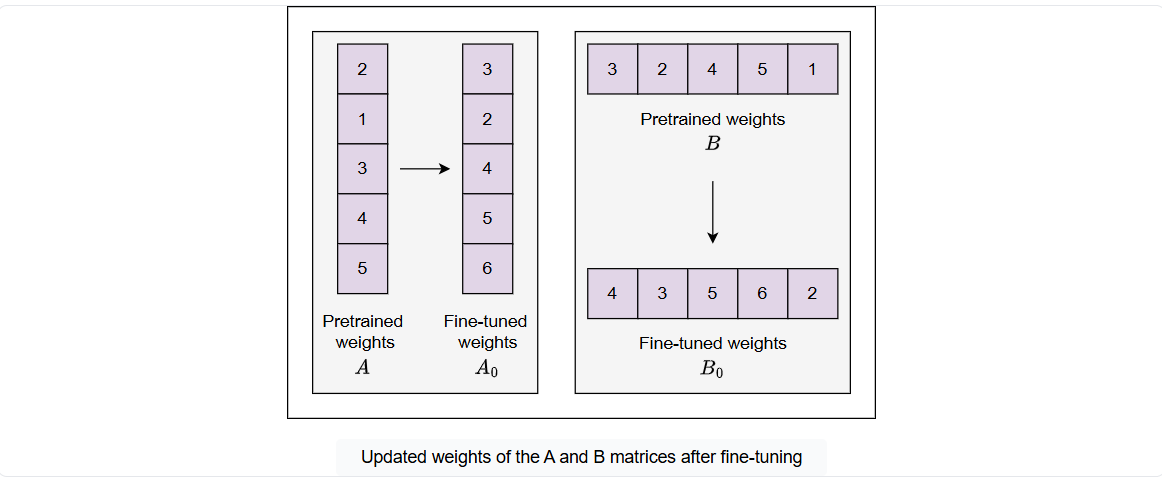 2
1
3
4
5
3
2
4
5
6
Pretrained
weights
A
Fine-tuned
weights
A₀
3 2 4 5 1
Pretrained weights
B
4 3 5 6 2
Fine-tuned weights
B₀
Updated weights of the A and B matrices after fine-tuning